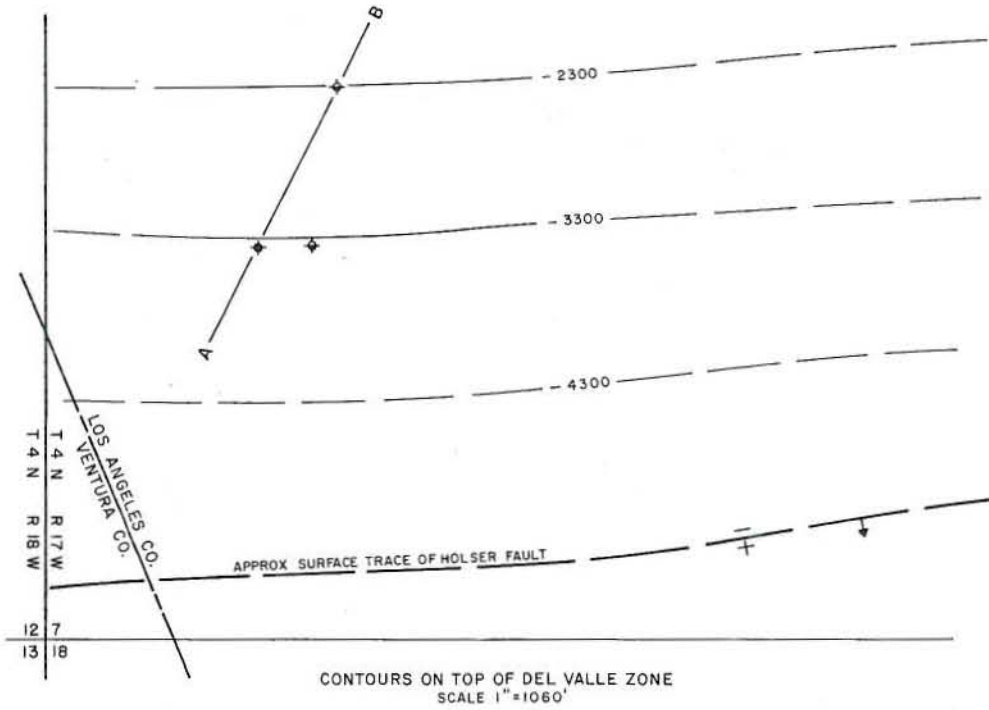 B
- 2300
- 3300
A
- 4300
LOS ANGELES CO.
VENTURA CO.
T 4 N R 18 W
T 4 N R 17 W
APPROX SURFACE TRACE OF HOLSER FAULT
12 7
13 18
CONTOURS ON TOP OF DEL VALLE ZONE
SCALE 1"=1060'